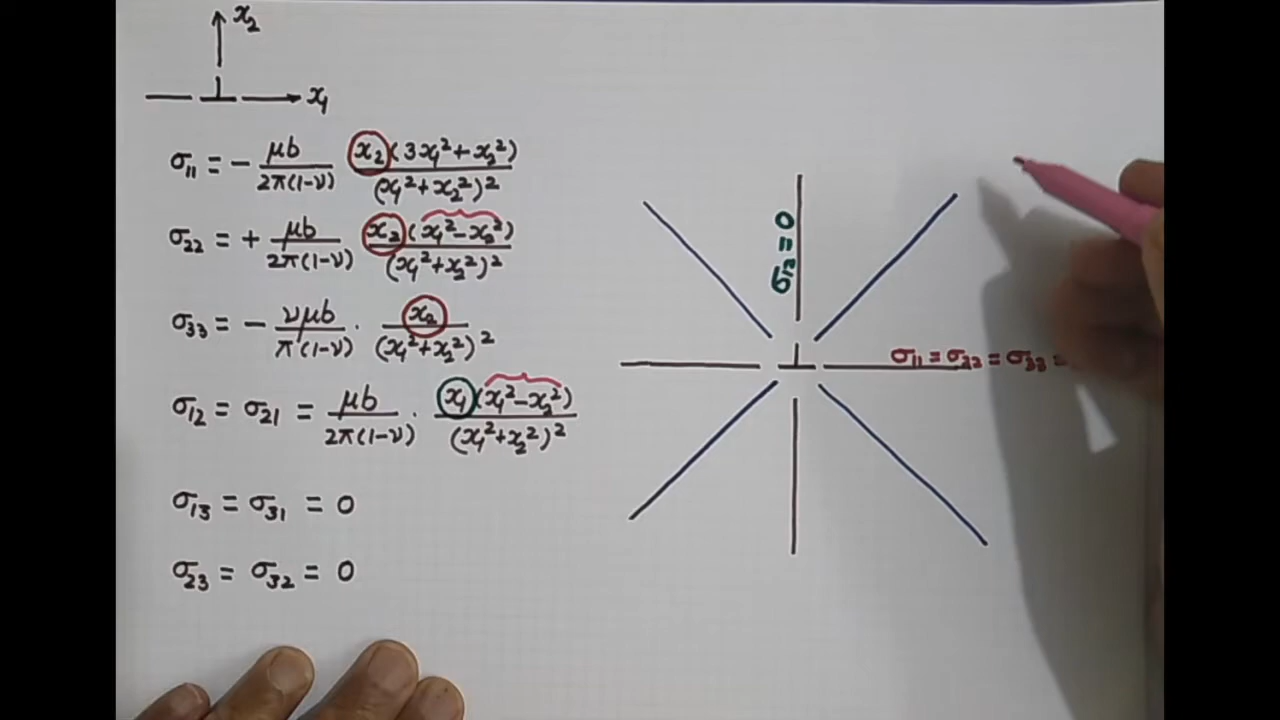 x₂
⊥ x₁
σ₁₁ = − μb / 2π(1−ν) x₂(3x₁²+x₂²) / (x₁²+x₂²)²
σ₂₂ = + μb / 2π(1−ν) x₂(x₁²−x₂²) / (x₁²+x₂²)²
σ₃₃ = − νμb / π(1−ν) · x₂ / (x₁²+x₂²)²
σ₁₂ = σ₂₁ = μb / 2π(1−ν) · x₁(x₁²−x₂²) / (x₁²+x₂²)²
σ₁₃ = σ₃₁ = 0
σ₂₃ = σ₃₂ = 0
σ₁₂ = 0
⊥ σ₁₁ = σ₂₂ = σ₃₃ =